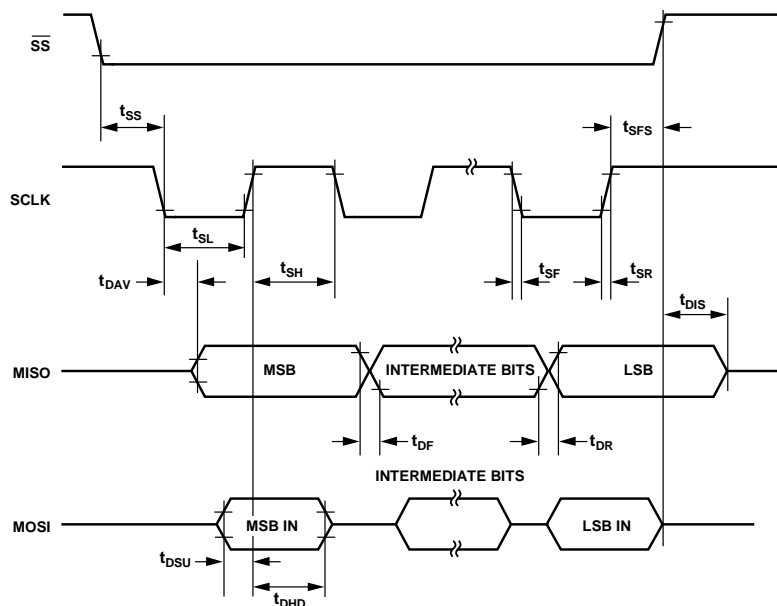 SS
tSS
tSFS
SCLK
tSL
tDAV
tSH
tSF
tSR
tDIS
MISO
MSB
INTERMEDIATE BITS
LSB
tDF
tDR
INTERMEDIATE BITS
MOSI
MSB IN
LSB IN
tDSU
tDHD